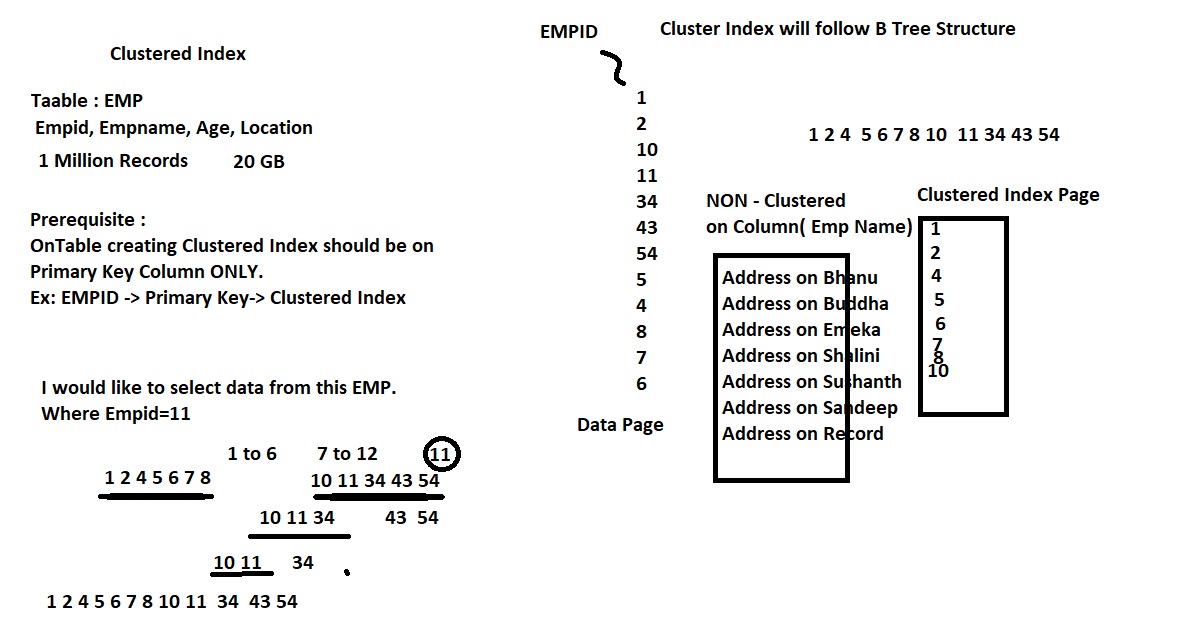 Clustered Index
Taable : EMP
Empid, Empname, Age, Location
1 Million Records 20 GB
Prerequisite :
OnTable creating Clustered Index should be on
Primary Key Column ONLY.
Ex: EMPID -> Primary Key-> Clustered Index
I would like to select data from this EMP.
Where Empid=11
1 to 6 7 to 12 11
1 2 4 5 6 7 8 10 11 34 43 54
10 11 34 43 54
10 11 34
1 2 4 5 6 7 8 10 11 34 43 54
EMPID
1
2
10
11
34
43
54
5
4
8
7
6
Data Page
Cluster Index will follow B Tree Structure
1 2 4 5 6 7 8 10 11 34 43 54
NON - Clustered
on Column( Emp Name)
Address on Bhanu
Address on Buddha
Address on Emeka
Address on Shalini
Address on Sushanth
Address on Sandeep
Address on Record
Clustered Index Page
1
2
4
5
6
7
8
10